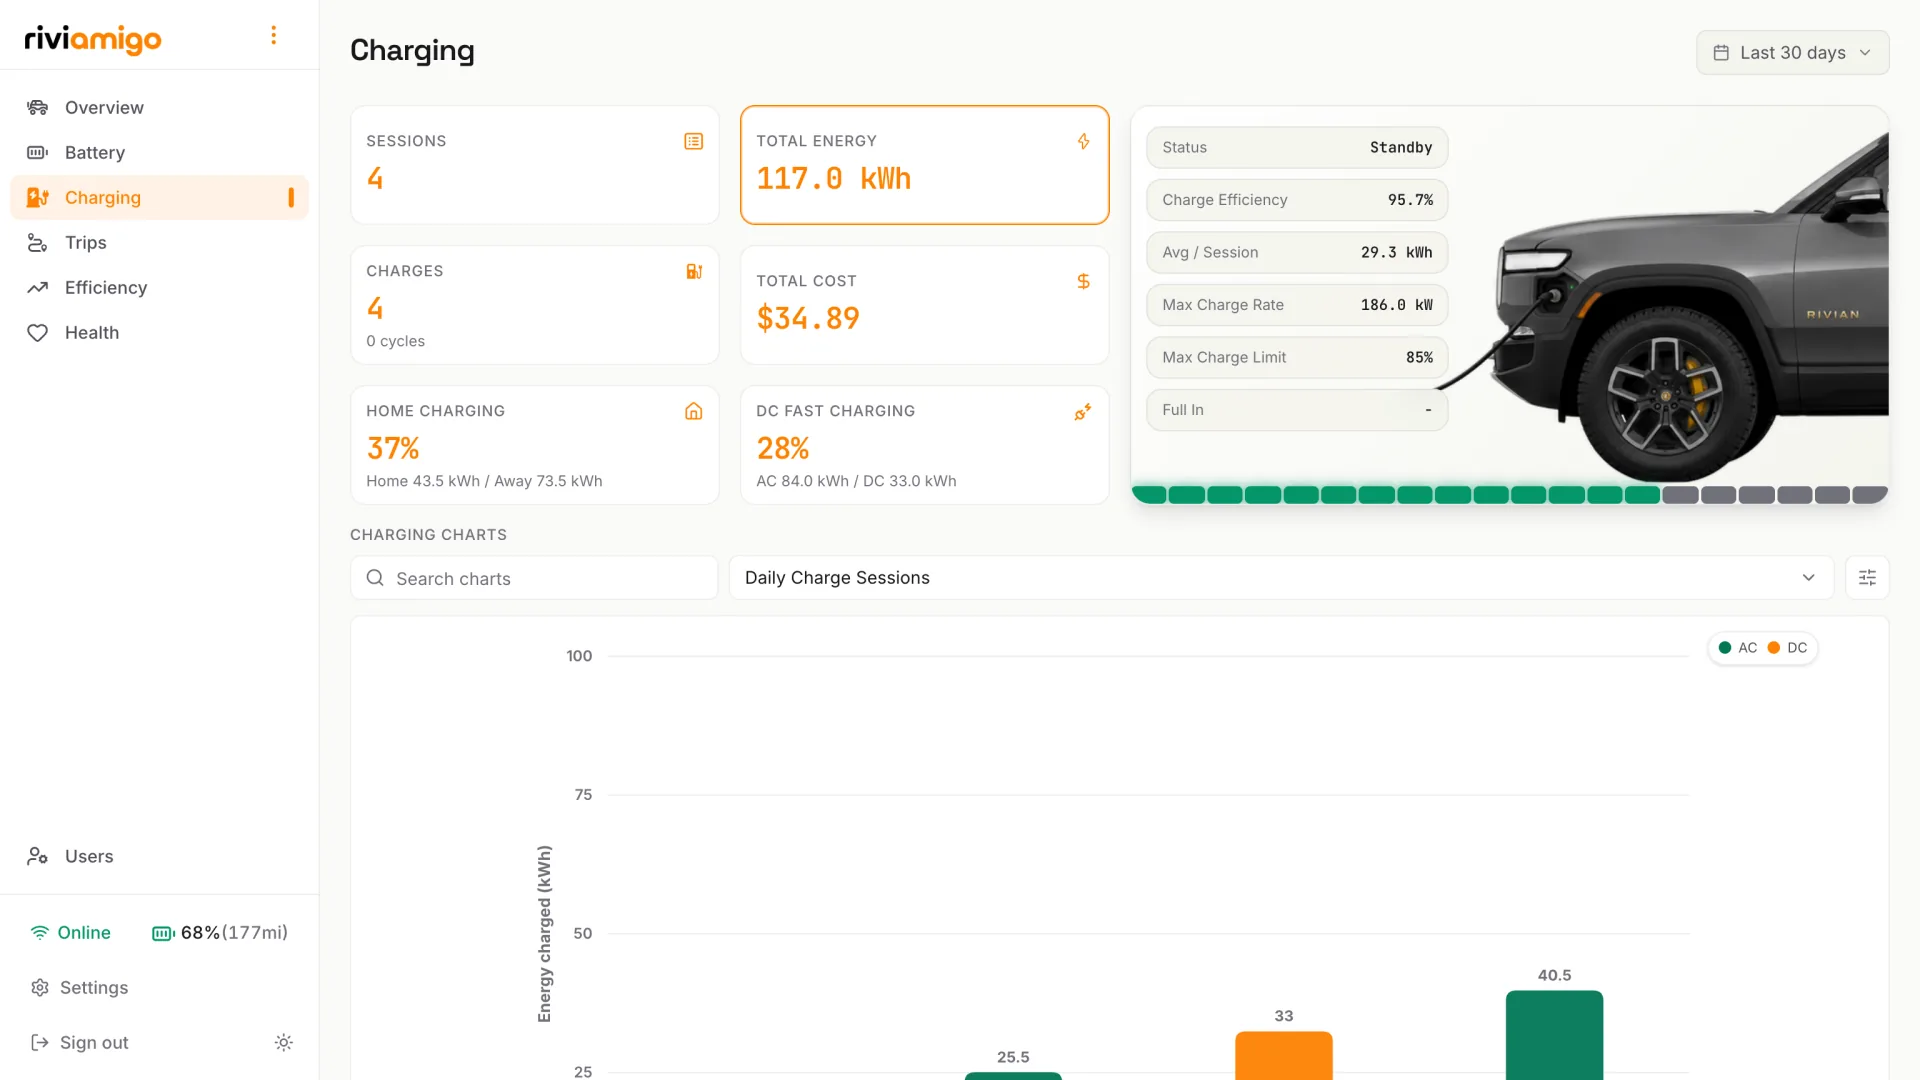 riviamigo
Overview
Battery
Charging
Trips
Efficiency
Health
Users
Online
68%(177mi)
Settings
Sign out
Charging
Last 30 days
SESSIONS
4
TOTAL ENERGY
117.0 kWh
CHARGES
4
0 cycles
TOTAL COST
$34.89
HOME CHARGING
37%
Home 43.5 kWh / Away 73.5 kWh
DC FAST CHARGING
28%
AC 84.0 kWh / DC 33.0 kWh
Status Standby
Charge Efficiency 95.7%
Avg / Session 29.3 kWh
Max Charge Rate 186.0 kW
Max Charge Limit 85%
Full In -
RIVIAN
CHARGING CHARTS
Search charts
Daily Charge Sessions
AC DC
100
75
50
25
Energy charged (kWh)
25.5
33
40.5